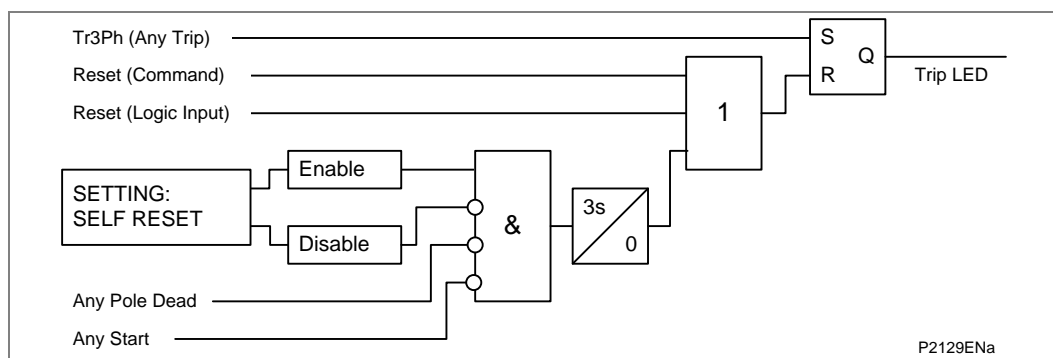 Tr3Ph (Any Trip)
Reset (Command)
Reset (Logic Input)
SETTING:
SELF RESET
Enable
Disable
Any Pole Dead
Any Start
&
3s
0
1
S
R
Q
Trip LED
P2129ENa